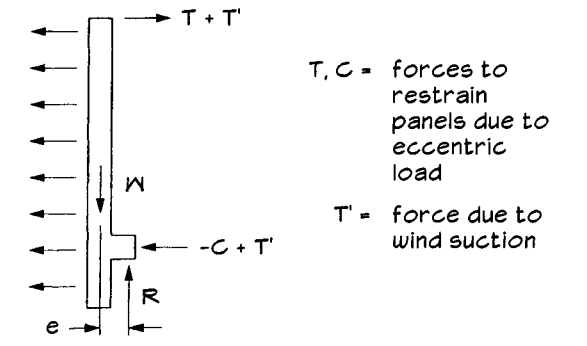 T + T'
T, C = forces to
restrain
panels due to
eccentric
load
W
T' = force due to
wind suction
-C + T'
R
e